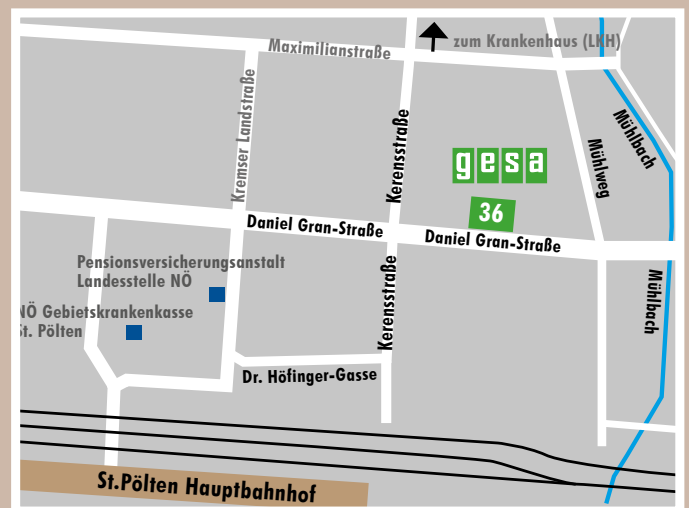 Maximilianstraße
zum Krankenhaus (LKH)
Kremser Landstraße
Kerensstraße
gesa
36
Mühlweg
Mühlbach
Daniel Gran-Straße
Daniel Gran-Straße
Pensionsversicherungsanstalt
Landesstelle NÖ
NÖ Gebietskrankenkasse
St. Pölten
Kerensstraße
Mühlbach
Dr. Höfinger-Gasse
St.Pölten Hauptbahnhof